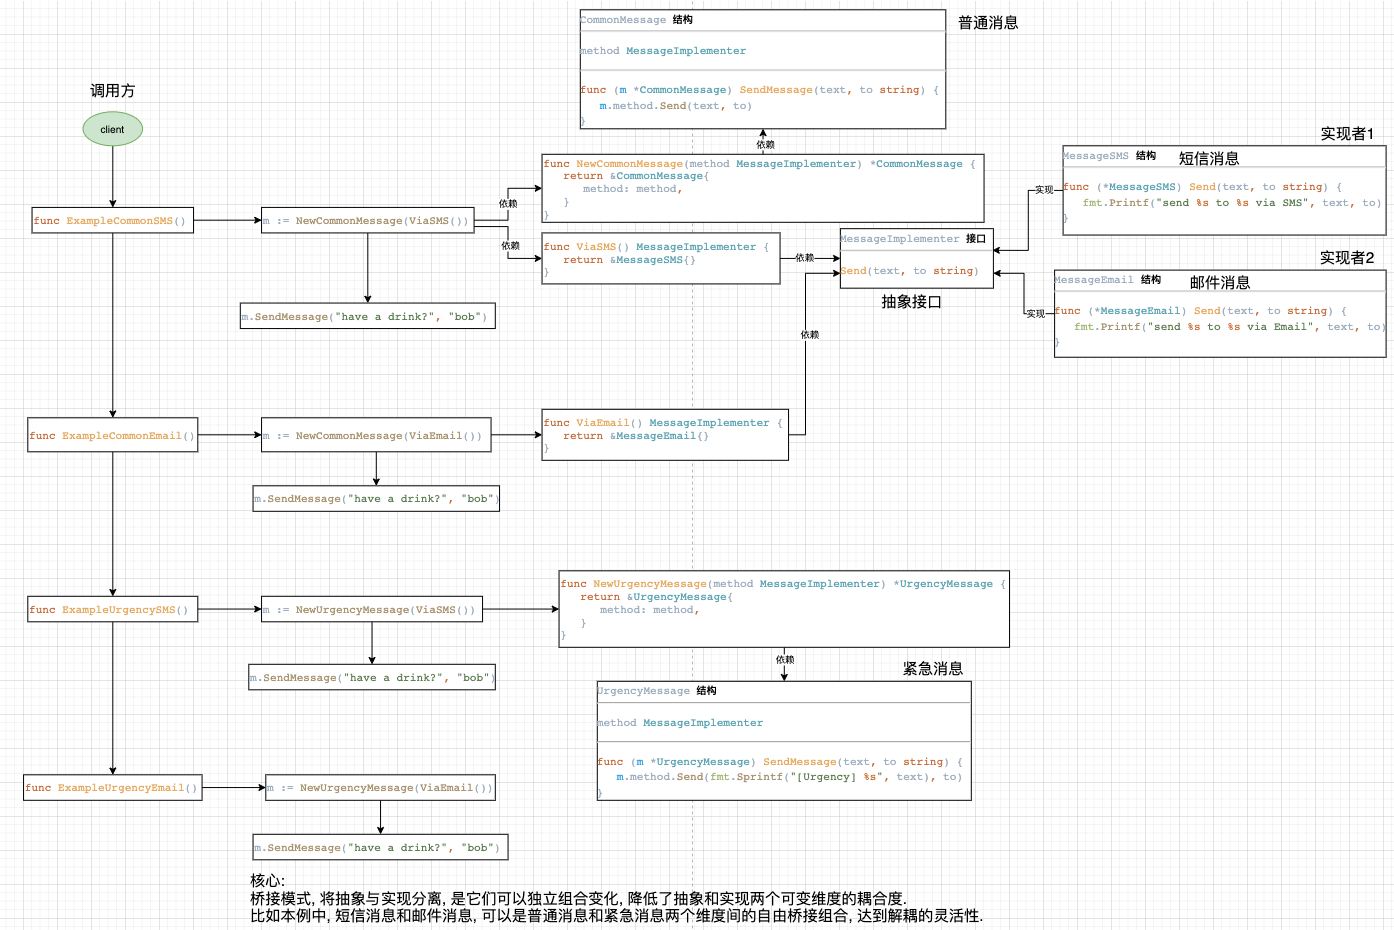 CommonMessage 结构
普通消息
method MessageImplementer
func (m *CommonMessage) SendMessage(text, to string) {
m.method.Send(text, to)
}
调用方
client
依赖
func NewCommonMessage(method MessageImplementer) *CommonMessage {
return &CommonMessage{
method: method,
}
}
实现者1
MessageSMS 结构 短信消息
func (*MessageSMS) Send(text, to string) {
fmt.Printf("send %s to %s via SMS", text, to)
}
实现
func ExampleCommonSMS()
m := NewCommonMessage(ViaSMS())
依赖
依赖
func ViaSMS() MessageImplementer {
return &MessageSMS{}
}
依赖
MessageImplementer 接口
Send(text, to string)
抽象接口
实现者2
MessageEmail 结构 邮件消息
func (*MessageEmail) Send(text, to string) {
fmt.Printf("send %s to %s via Email", text, to)
}
实现
m.SendMessage("have a drink?", "bob")
依赖
func ExampleCommonEmail()
m := NewCommonMessage(ViaEmail())
func ViaEmail() MessageImplementer {
return &MessageEmail{}
}
m.SendMessage("have a drink?", "bob")
func NewUrgencyMessage(method MessageImplementer) *UrgencyMessage {
return &UrgencyMessage{
method: method,
}
}
func ExampleUrgencySMS()
m := NewUrgencyMessage(ViaSMS())
依赖
紧急消息
m.SendMessage("have a drink?", "bob")
UrgencyMessage 结构
method MessageImplementer
func (m *UrgencyMessage) SendMessage(text, to string) {
m.method.Send(fmt.Sprintf("[Urgency] %s", text), to)
}
func ExampleUrgencyEmail()
m := NewUrgencyMessage(ViaEmail())
m.SendMessage("have a drink?", "bob")
核心:
桥接模式, 将抽象与实现分离, 是它们可以独立组合变化, 降低了抽象和实现两个可变维度的耦合度.
比如本例中, 短信消息和邮件消息, 可以是普通消息和紧急消息两个维度间的自由桥接组合, 达到解耦的灵活性.